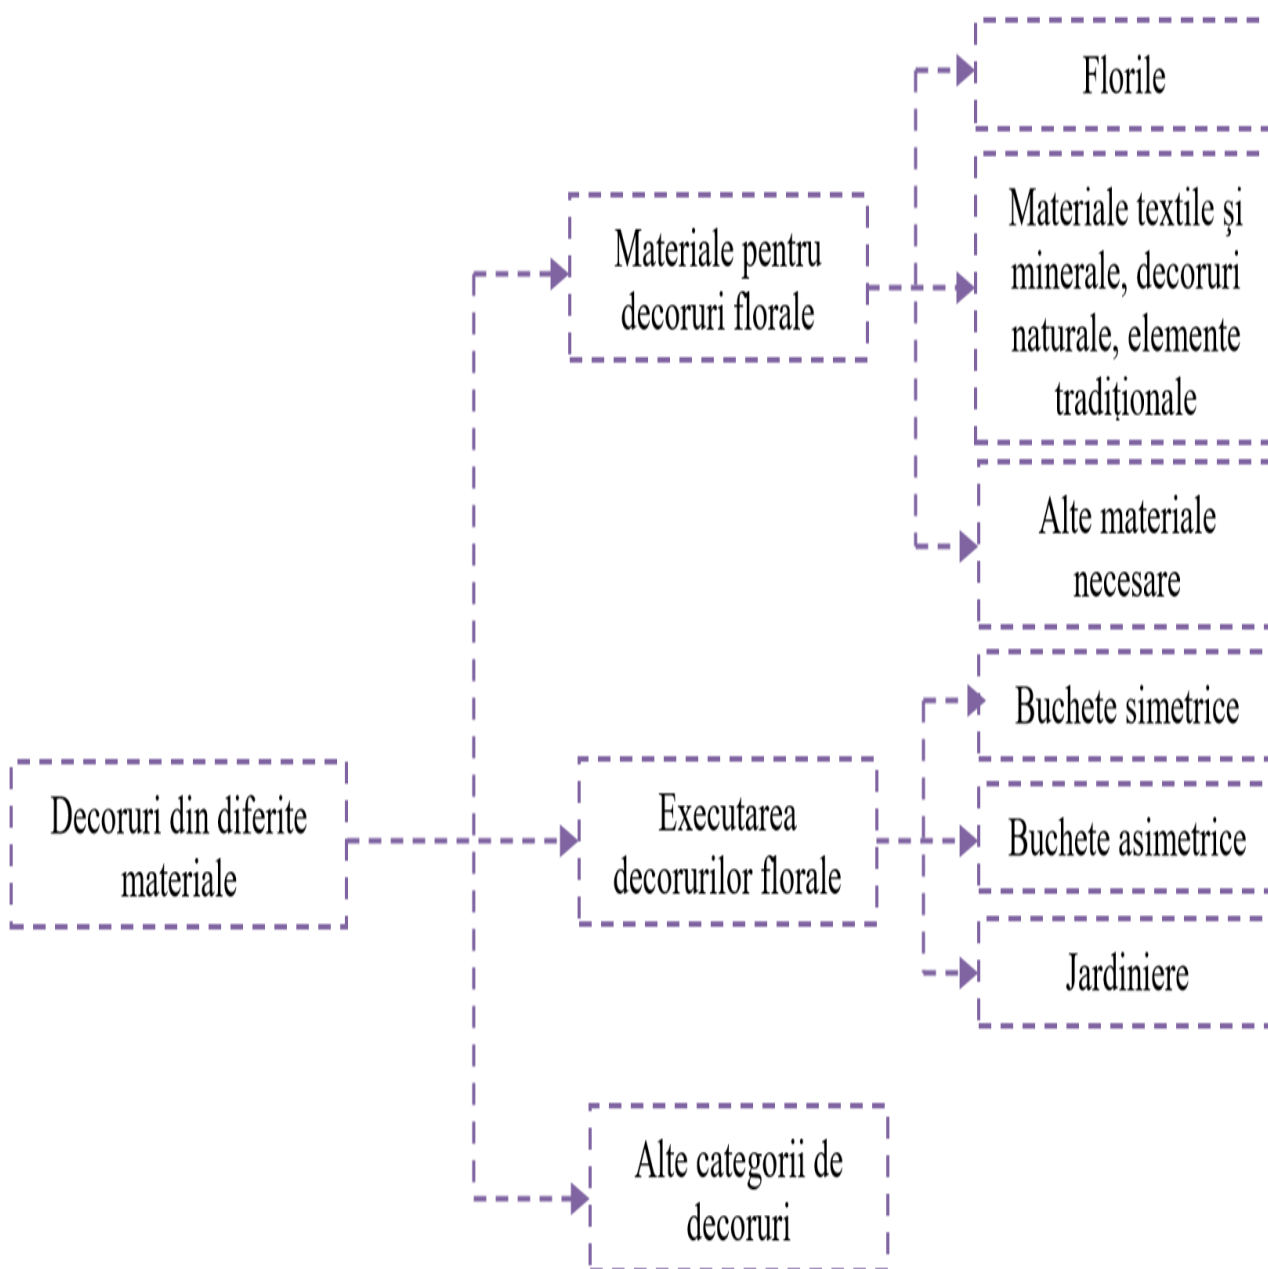 Florile
Materiale textile şi
minerale, decoruri
naturale, elemente
tradiționale
Materiale pentru
decoruri florale
Alte materiale
necesare
Buchete simetrice
Decoruri din diferite
materiale
Executarea
decorurilor florale
Buchete asimetrice
Jardiniere
Alte categorii de
decoruri